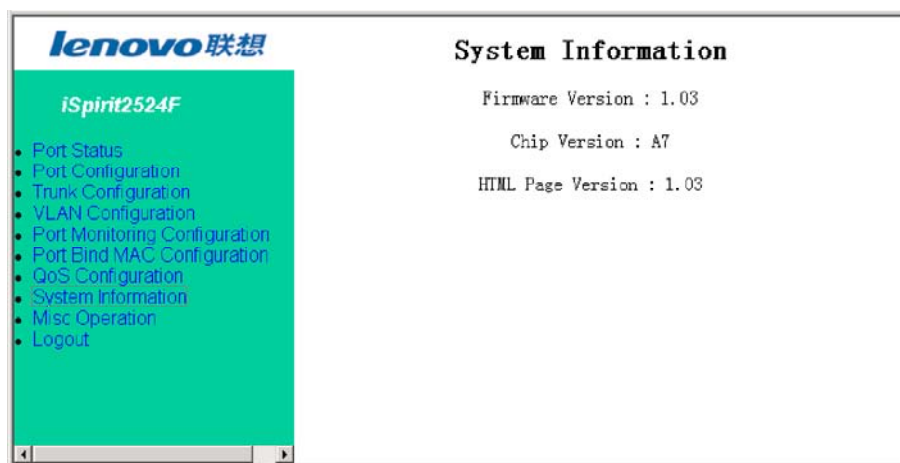 lenovo联想
iSpirit2524F
Port Status
Port Configuration
Trunk Configuration
VLAN Configuration
Port Monitoring Configuration
Port Bind MAC Configuration
QoS Configuration
System Information
Misc Operation
Logout
System Information
Firmware Version : 1.03
Chip Version : A7
HTML Page Version : 1.03